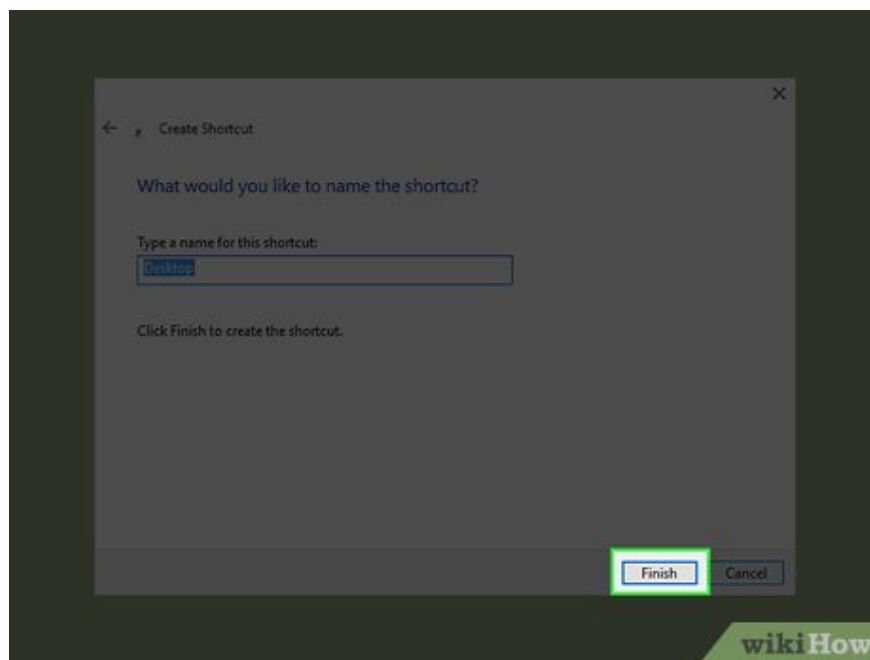 Create Shortcut
What would you like to name the shortcut?
Type a name for this shortcut:
Desktop
Click Finish to create the shortcut.
Finish
Cancel
wikiHow